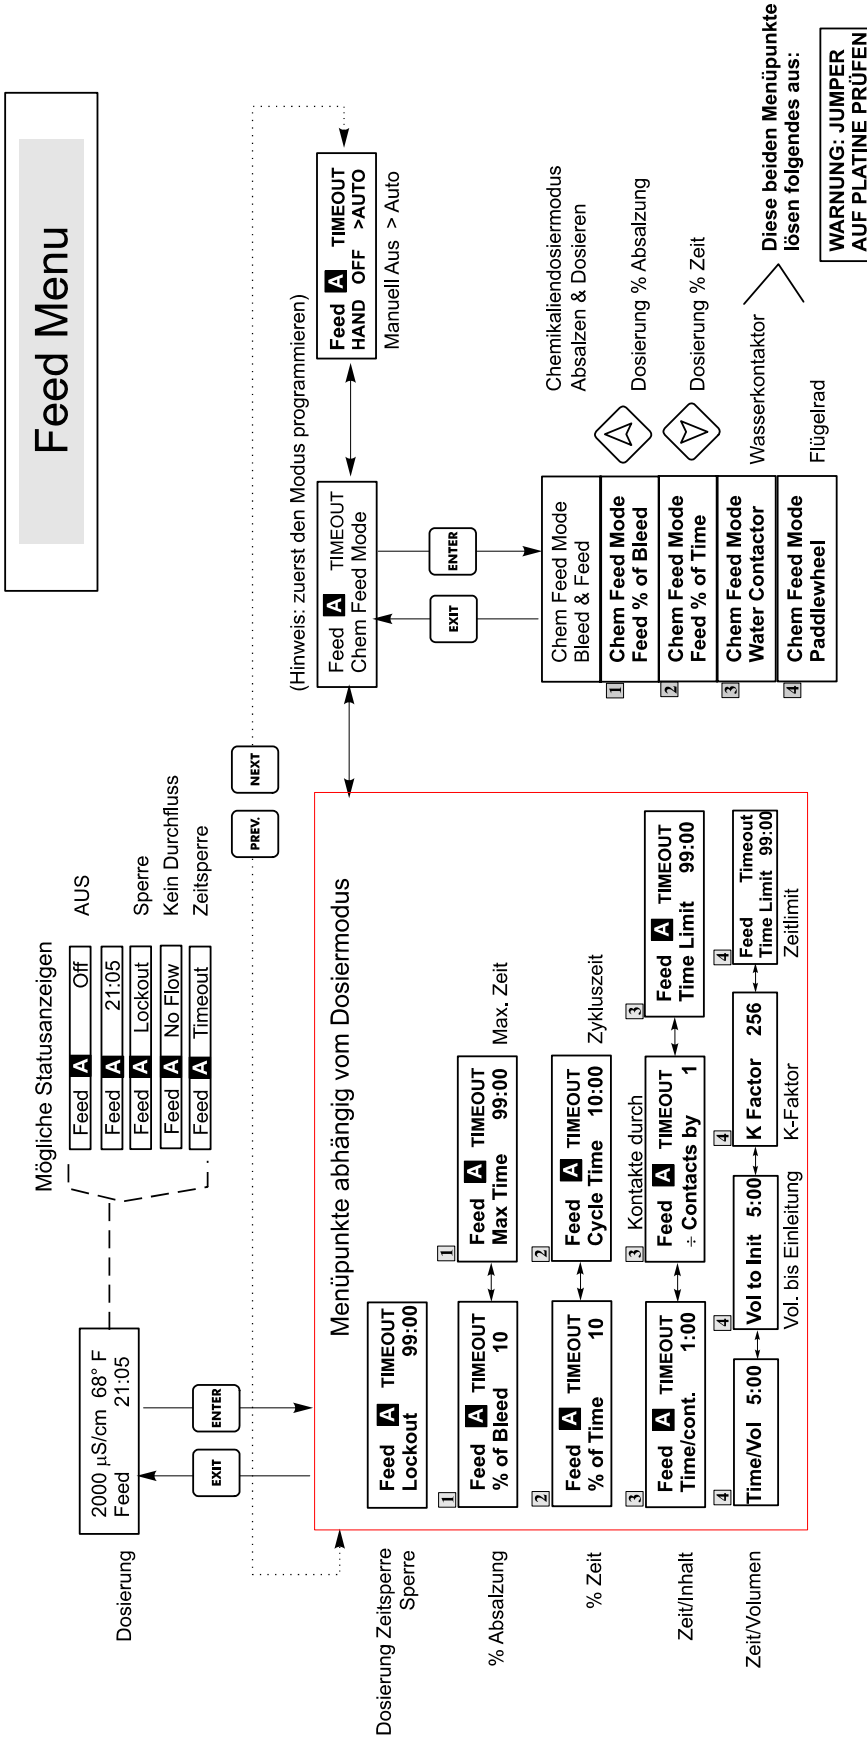 Feed Menu
Mögliche Statusanzeigen
2000 µS/cm 68° F
Feed 21:05
Dosierung
Feed A Off
AUS
Feed A 21:05
Feed A Lockout
Sperre
Feed A No Flow
Kein Durchfluss
Feed A Timeout
Zeitsperre
EXIT
ENTER
PREV.
NEXT
(Hinweis: zuerst den Modus programmieren)
Feed A TIMEOUT
Chem Feed Mode
Feed A TIMEOUT
HAND OFF >AUTO
Manuell Aus > Auto
EXIT
ENTER
Menüpunkte abhängig vom Dosiermodus
Dosierung Zeitsperre
Sperre
Feed A TIMEOUT
Lockout 99:00
% Absalzung
1
Feed A TIMEOUT
% of Bleed 10
1
Feed A TIMEOUT
Max Time 99:00
Max. Zeit
% Zeit
2
Feed A TIMEOUT
% of Time 10
2
Feed A TIMEOUT
Cycle Time 10:00
Zykluszeit
Zeit/Inhalt
3
Feed A TIMEOUT
Time/cont. 1:00
3
Kontakte durch
Feed A TIMEOUT
÷ Contacts by 1
3
Feed A TIMEOUT
Time Limit 99:00
Zeit/Volumen
4
Time/Vol 5:00
4
Vol to Init 5:00
Vol. bis Einleitung
4
K Factor 256
K-Faktor
4
Feed Timeout
Time Limit 99:00
Zeitlimit
Chem Feed Mode
Bleed & Feed
Chemikaliendosiermodus
Absalzen & Dosieren
1
Chem Feed Mode
Feed % of Bleed
Dosierung % Absalzung
2
Chem Feed Mode
Feed % of Time
Dosierung % Zeit
3
Chem Feed Mode
Water Contactor
Wasserkontaktor
4
Chem Feed Mode
Paddlewheel
Flügelrad
Diese beiden Menüpunkte
lösen folgendes aus:
WARNUNG: JUMPER
AUF PLATINE PRÜFEN